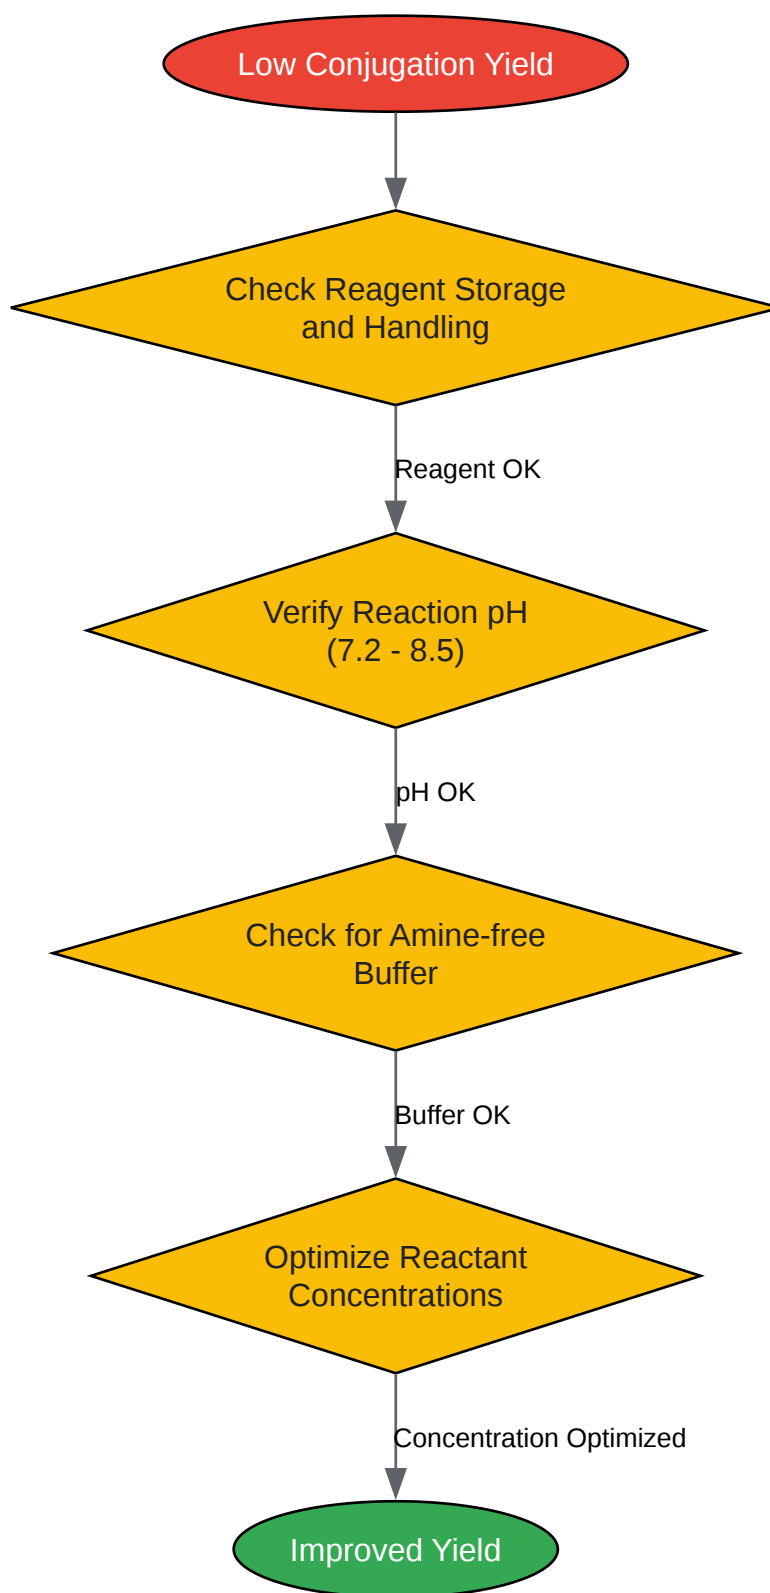 Low Conjugation Yield
Check Reagent Storage
and Handling
Reagent OK
Verify Reaction pH
(7.2 - 8.5)
pH OK
Check for Amine-free
Buffer
Buffer OK
Optimize Reactant
Concentrations
Concentration Optimized
Improved Yield